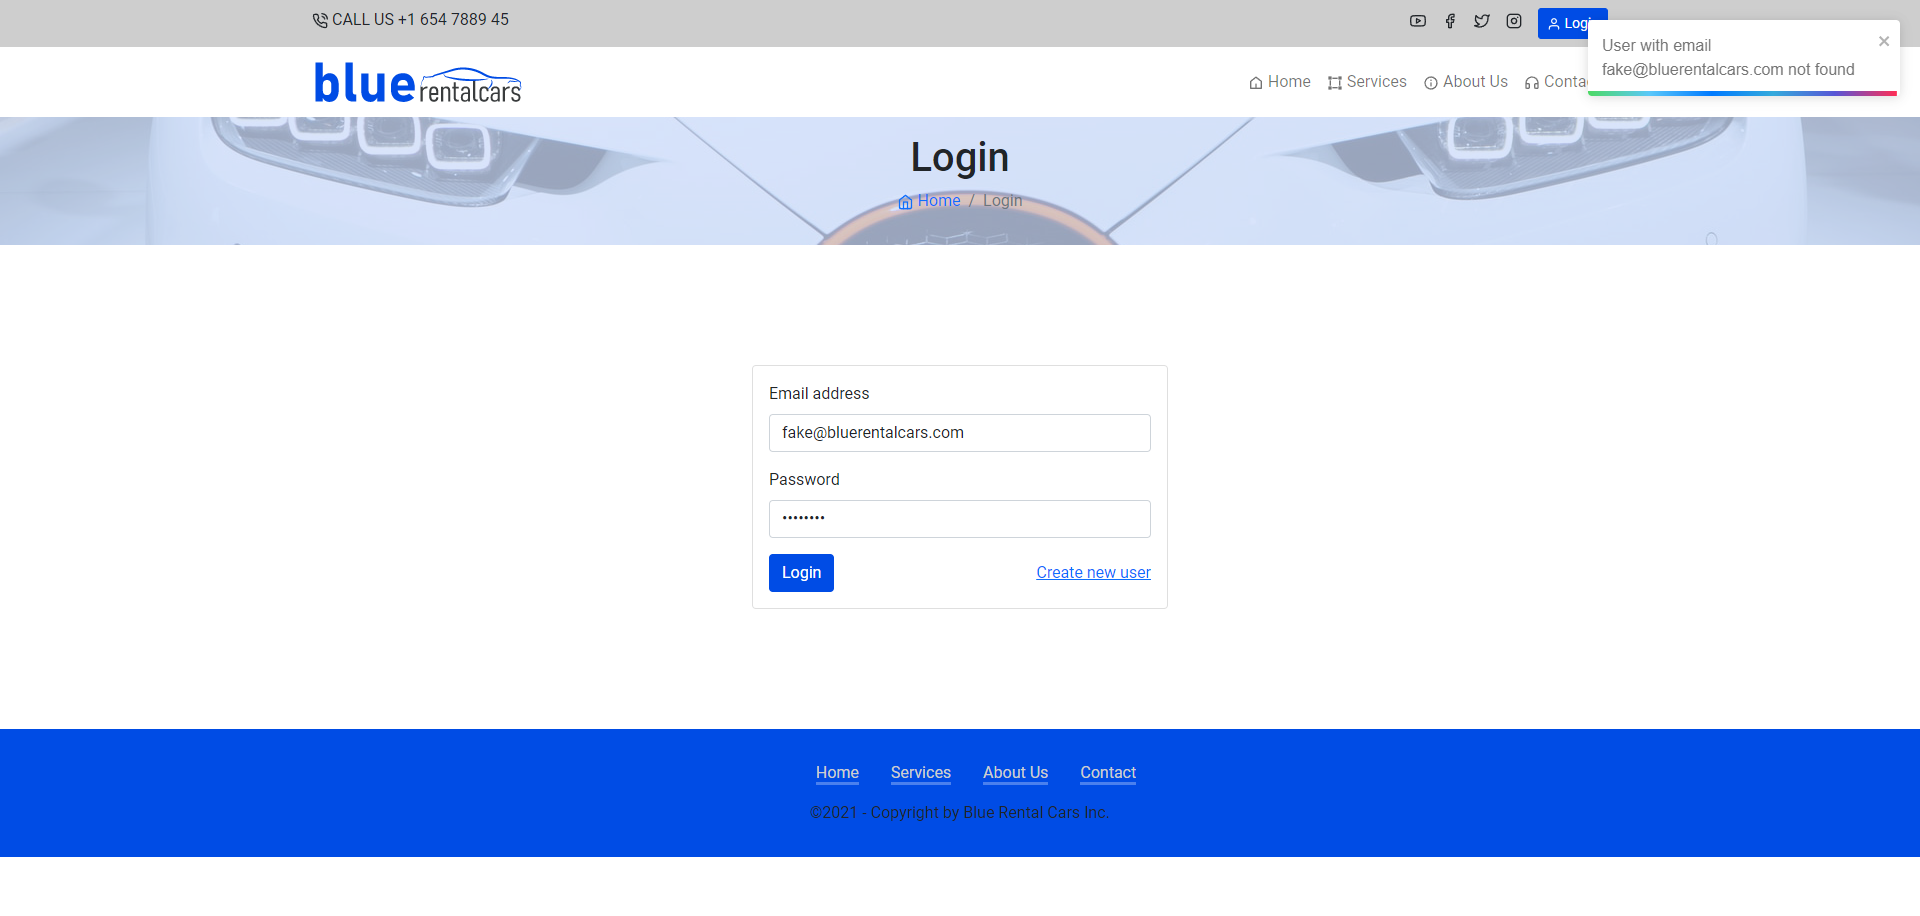 CALL US +1 654 7889 45
Login
User with email
fake@bluerentalcars.com not found
blue rentalcars
Home
Services
About Us
Login
Home / Login
Email address
fake@bluerentalcars.com
Password
••••••••
Login
Create new user
Home
Services
About Us
Contact
©2021 - Copyright by Blue Rental Cars Inc.